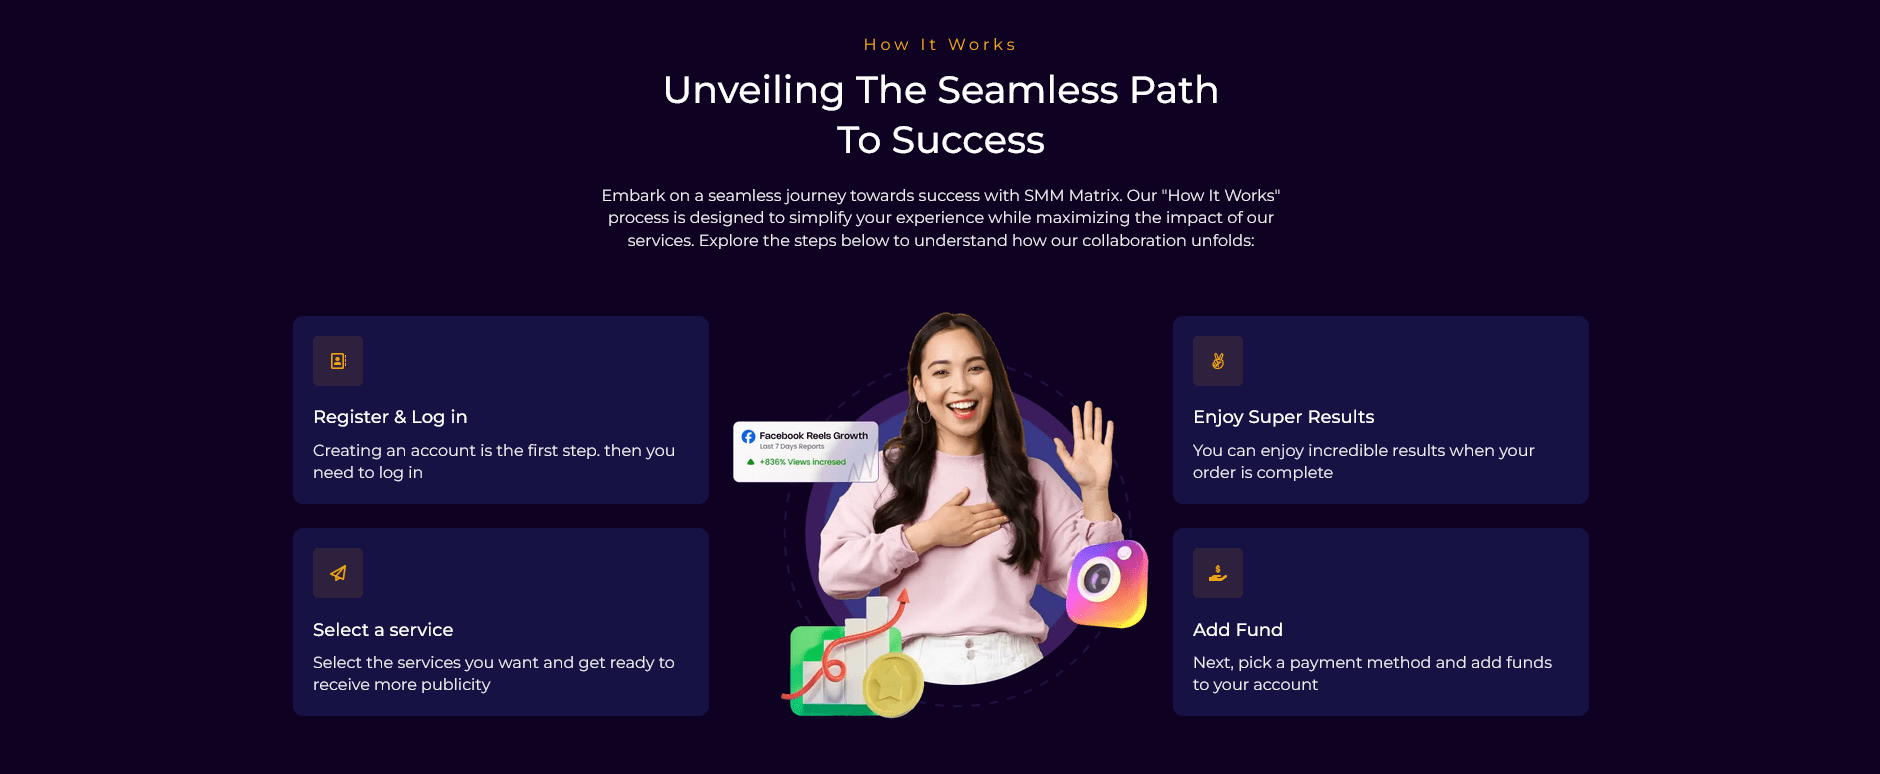 How It Works
Unveiling The Seamless Path
To Success
Embark on a seamless journey towards success with SMM Matrix. Our "How It Works"
process is designed to simplify your experience while maximizing the impact of our
services. Explore the steps below to understand how our collaboration unfolds:
Register & Log in
Creating an account is the first step. then you
need to log in
Select a service
Select the services you want and get ready to
receive more publicity
Facebook Reels Growth
Last 7 Days Reports
+836% Views incresed
Enjoy Super Results
You can enjoy incredible results when your
order is complete
Add Fund
Next, pick a payment method and add funds
to your account